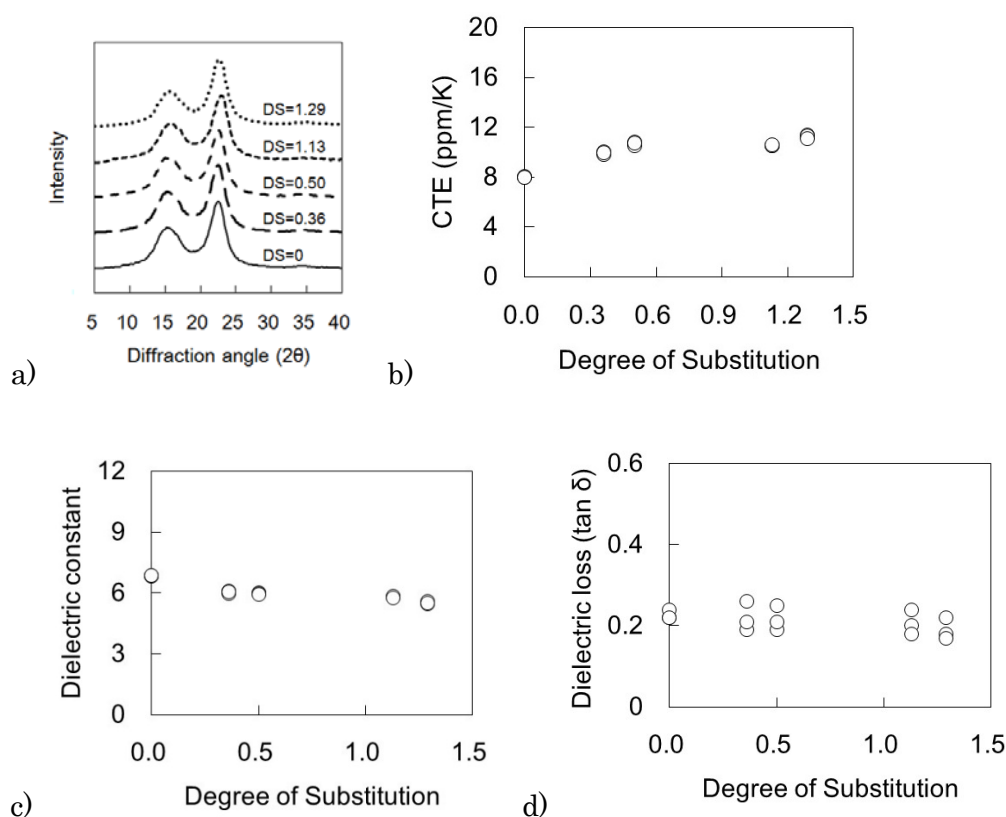 Intensity
DS=1.29
DS=1.13
DS=0.50
DS=0.36
DS=0
5 10 15 20 25 30 35 40
Diffraction angle (2θ)
a)
CTE (ppm/K)
20
16
12
8
4
0
0.0 0.3 0.6 0.9 1.2 1.5
Degree of Substitution
b)
Dielectric constant
12
9
6
3
0
0.0 0.5 1.0 1.5
Degree of Substitution
c)
Dielectric loss (tan δ)
0.6
0.4
0.2
0
0.0 0.5 1.0 1.5
Degree of Substitution
d)